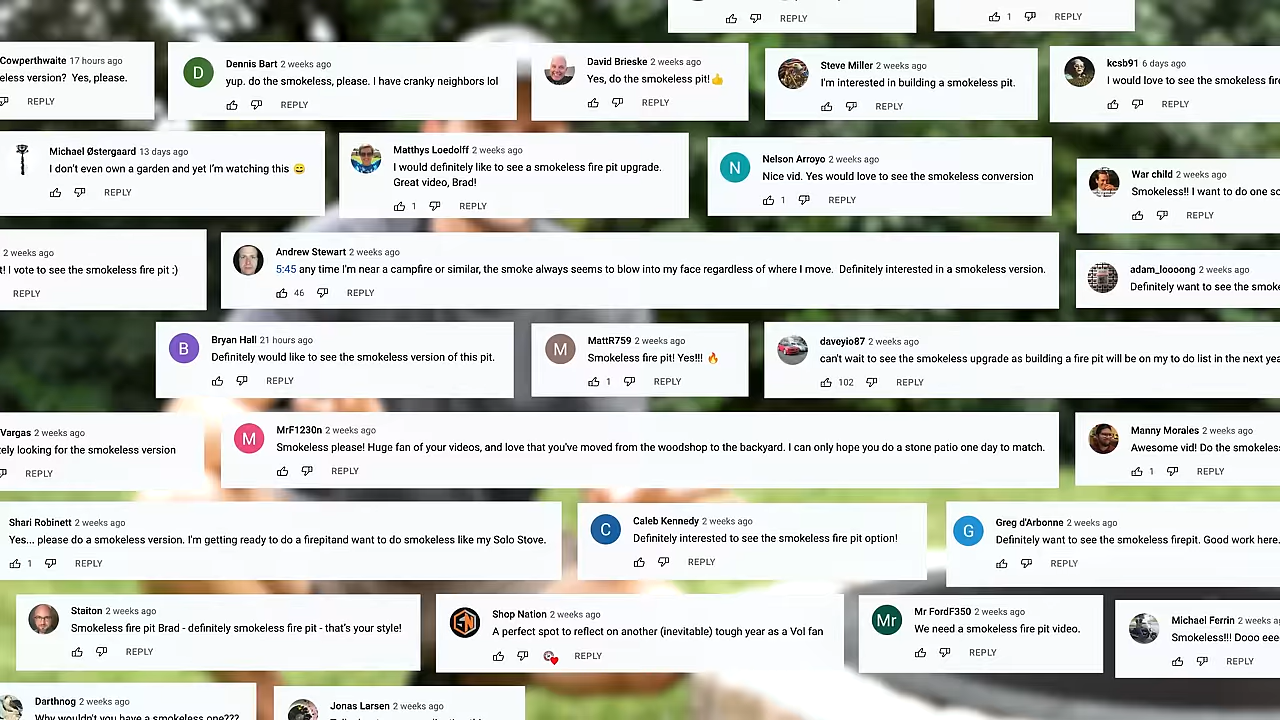 REPLY
1 REPLY
Cowperthwaite 17 hours ago
eless version? Yes, please.
REPLY
D
Dennis Bart 2 weeks ago
yup. do the smokeless, please. I have cranky neighbors lol
REPLY
David Brieske 2 weeks ago
Yes, do the smokeless pit!👍
REPLY
Steve Miller 2 weeks ago
I'm interested in building a smokeless pit.
REPLY
kcsb91 6 days ago
I would love to see the smokeless fire
REPLY
Michael Østergaard 13 days ago
I don't even own a garden and yet I'm watching this 😄
REPLY
Matthys Loedolff 2 weeks ago
I would definitely like to see a smokeless fire pit upgrade.
Great video, Brad!
1 REPLY
N
Nelson Arroyo 2 weeks ago
Nice vid. Yes would love to see the smokeless conversion
1 REPLY
War child 2 weeks ago
Smokeless!! I want to do one so
REPLY
2 weeks ago
! I vote to see the smokeless fire pit :)
REPLY
Andrew Stewart 2 weeks ago
5:45 any time I'm near a campfire or similar, the smoke always seems to blow into my face regardless of where I move. Definitely interested in a smokeless version.
46 REPLY
adam_loooong 2 weeks ago
Definitely want to see the smoke
B
Bryan Hall 21 hours ago
Definitely would like to see the smokeless version of this pit.
REPLY
M
MattR759 2 weeks ago
Smokeless fire pit! Yes!!! 🔥
1 REPLY
daveyio87 2 weeks ago
can't wait to see the smokeless upgrade as building a fire pit will be on my to do list in the next yea
102 REPLY
Vargas 2 weeks ago
ely looking for the smokeless version
REPLY
M
MrF1230n 2 weeks ago
Smokeless please! Huge fan of your videos, and love that you've moved from the woodshop to the backyard. I can only hope you do a stone patio one day to match.
REPLY
Manny Morales 2 weeks ago
Awesome vid! Do the smokeless
1 REPLY
Shari Robinett 2 weeks ago
Yes... please do a smokeless version. I'm getting ready to do a firepitand want to do smokeless like my Solo Stove.
1 REPLY
C
Caleb Kennedy 2 weeks ago
Definitely interested to see the smokeless fire pit option!
REPLY
G
Greg d'Arbonne 2 weeks ago
Definitely want to see the smokeless firepit. Good work here.
REPLY
Staiton 2 weeks ago
Smokeless fire pit Brad - definitely smokeless fire pit - that's your style!
REPLY
Shop Nation 2 weeks ago
A perfect spot to reflect on another (inevitable) tough year as a Vol fan
REPLY
Mr
Mr FordF350 2 weeks ago
We need a smokeless fire pit video.
REPLY
Michael Ferrin 2 weeks
Smokeless!!! Dooo eee
REPLY
Darthnog 2 weeks ago
Why wouldn't you have a smokeless one???
Jonas Larsen 2 weeks ago